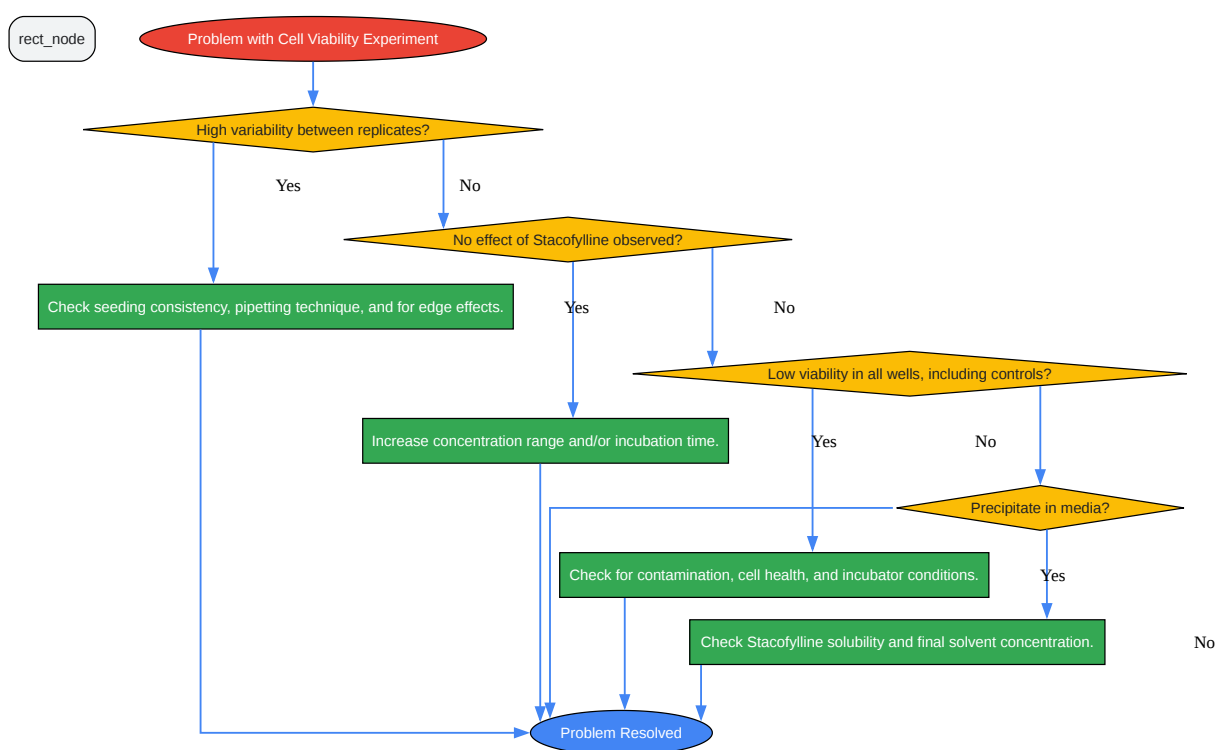 rect_node
Problem with Cell Viability Experiment
High variability between replicates?
Yes
No
No effect of Stacofylline observed?
Check seeding consistency, pipetting technique, and for edge effects.
Yes
No
Low viability in all wells, including controls?
Increase concentration range and/or incubation time.
Yes
No
Precipitate in media?
Check for contamination, cell health, and incubator conditions.
Yes
Check Stacofylline solubility and final solvent concentration.
No
Problem Resolved